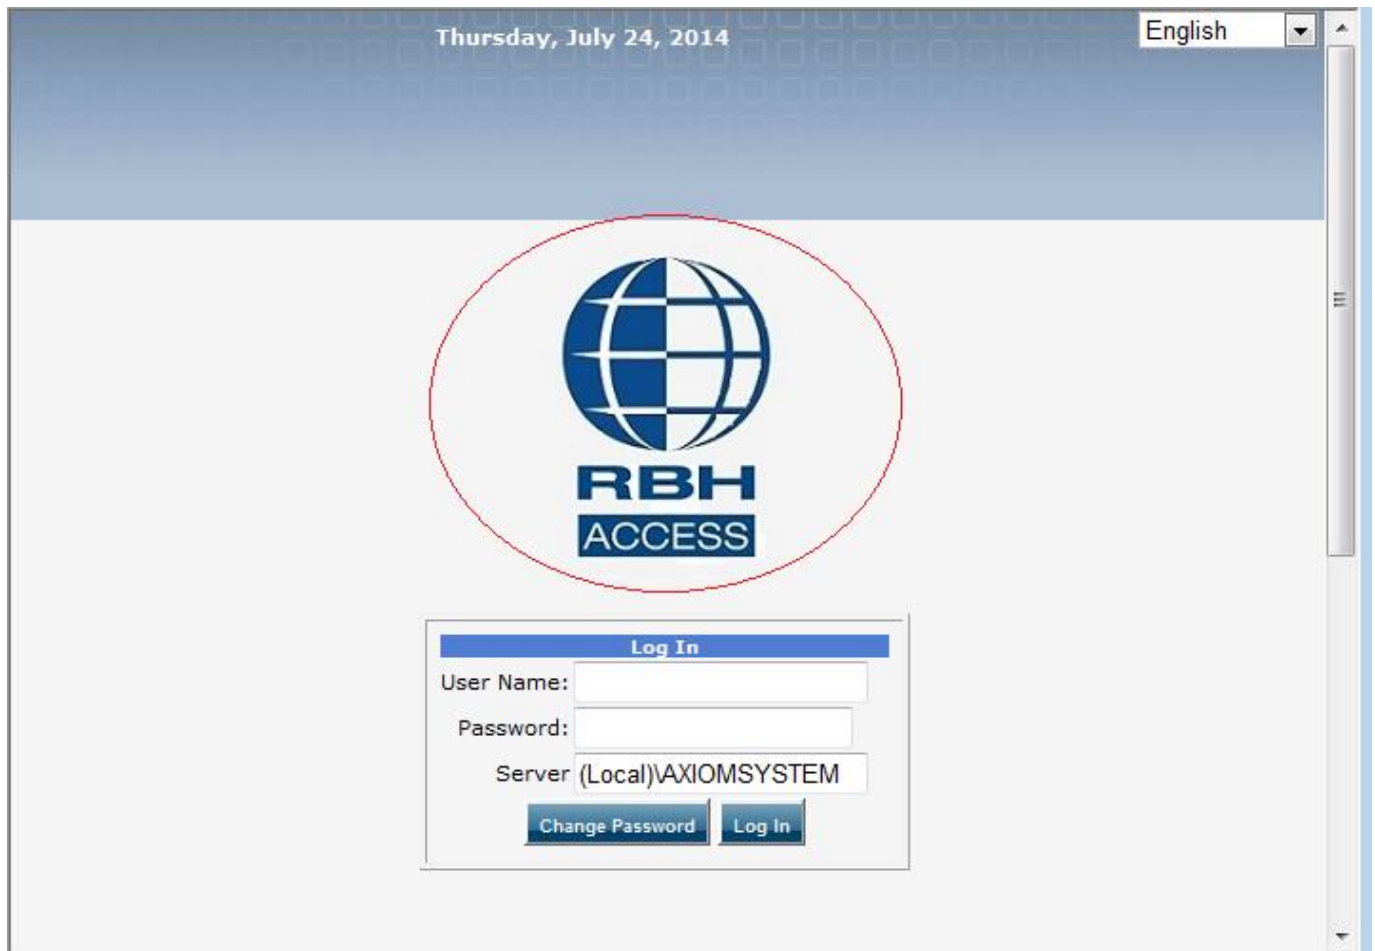 Thursday, July 24, 2014
English
RBH
ACCESS
Log In
User Name:
Password:
Server (Local)\AXIOMSYSTEM
Change Password Log In